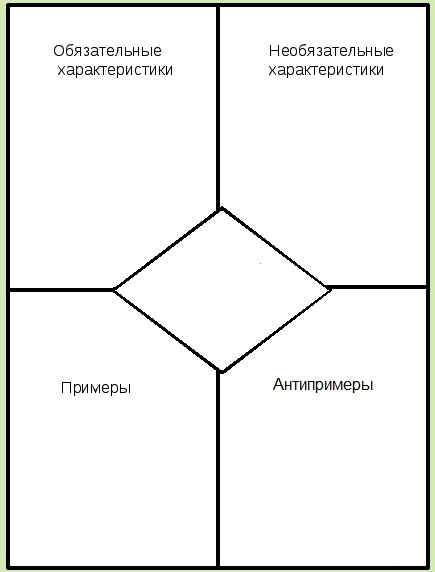 Обязательные
характеристики
Необязательные
характеристики
Примеры
Антипримеры